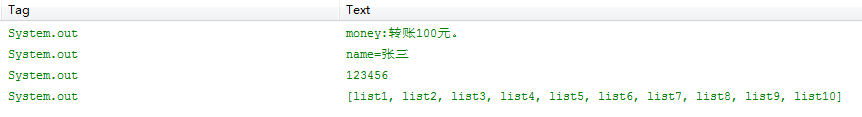 Tag Text
System.out money:转账100元。
System.out name=张三
System.out 123456
System.out [list1, list2, list3, list4, list5, list6, list7, list8, list9, list10]